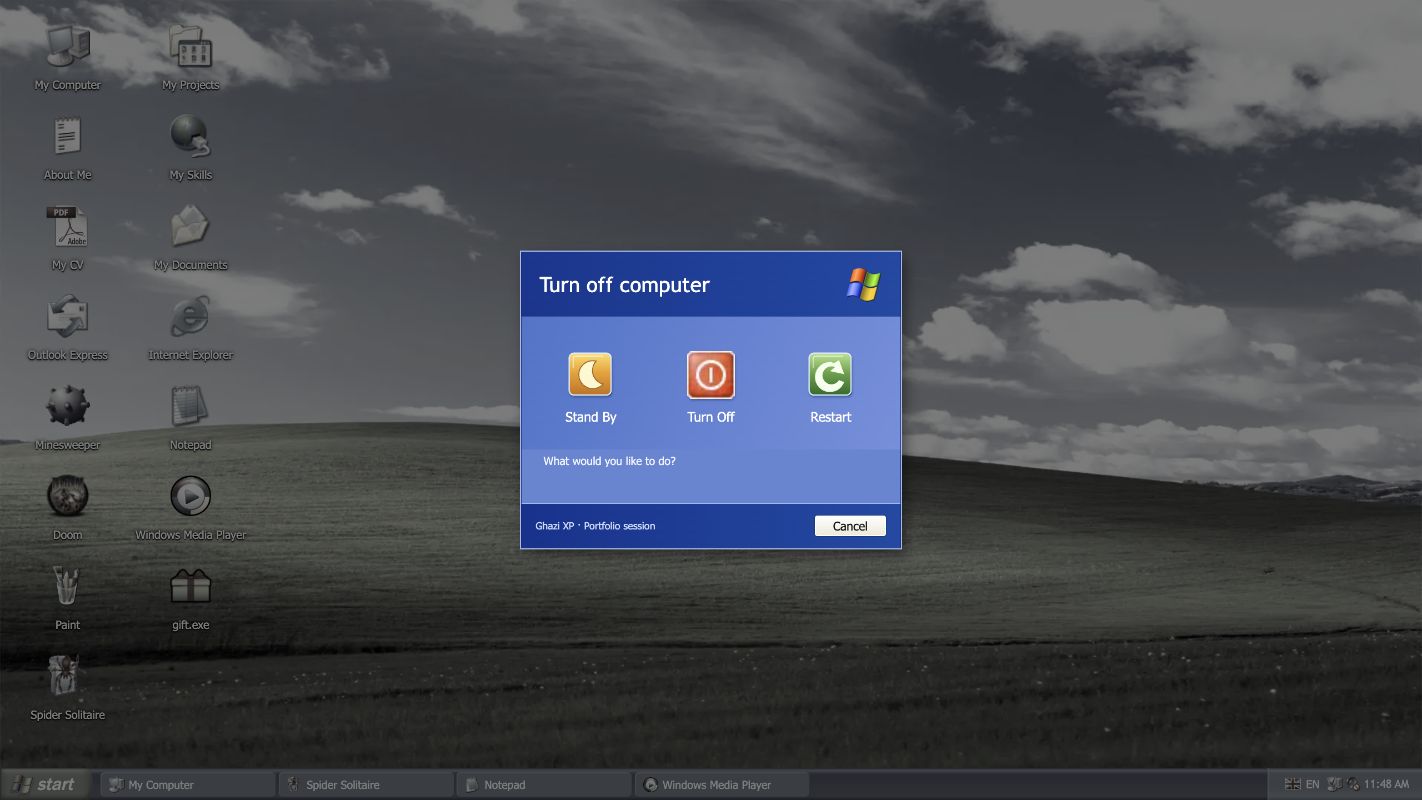 My Computer
My Projects
About Me
My Skills
PDF
Adobe
My CV
My Documents
Outlook Express
Internet Explorer
Minesweeper
Notepad
Doom
Windows Media Player
Paint
gift.exe
Spider Solitaire
Turn off computer
Stand By
Turn Off
Restart
What would you like to do?
Ghazi XP · Portfolio session
Cancel
start
My Computer
Spider Solitaire
Notepad
Windows Media Player
EN
11:48 AM